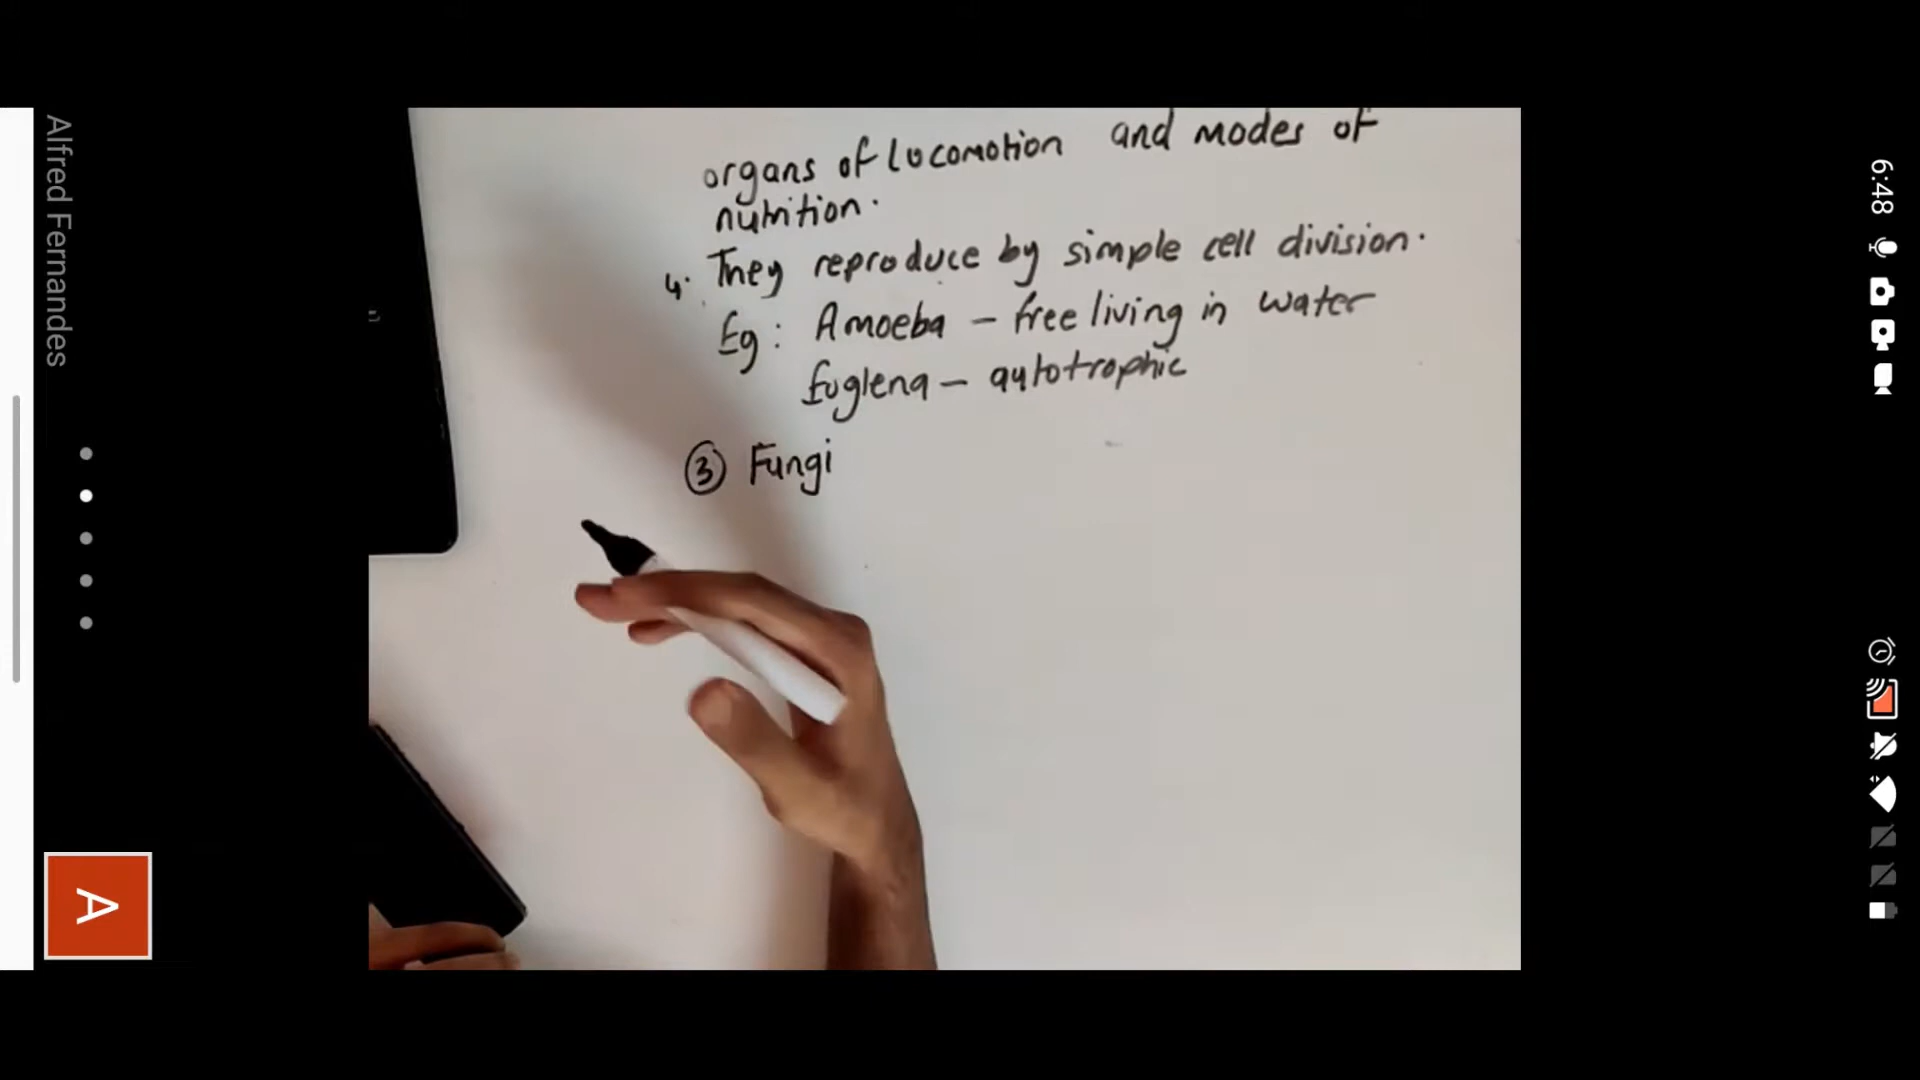 organs of locomotion and modes of
nutrition.
4. They reproduce by simple cell division.
Eg: Amoeba - free living in water
Euglena - autotrophic
③ Fungi
Alfred Fernandes
A
6:48